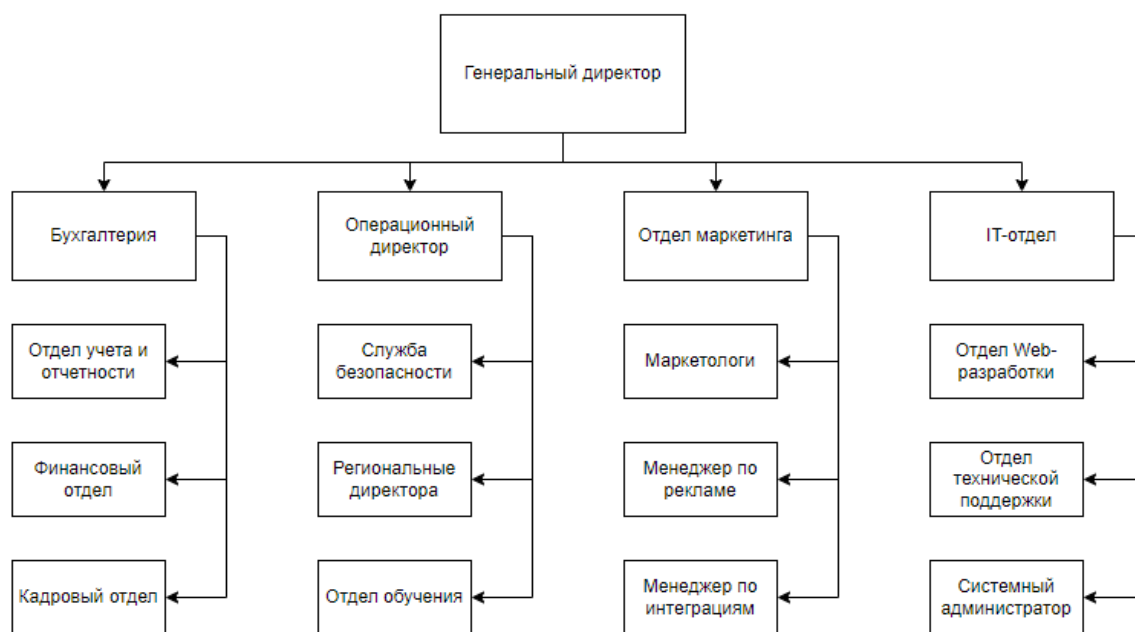 Генеральный директор
Бухгалтерия
Операционный
директор
Отдел маркетинга
IT-отдел
Отдел учета и
отчетности
Служба
безопасности
Маркетологи
Отдел Web-
разработки
Финансовый
отдел
Региональные
директора
Менеджер по
рекламе
Отдел
технической
поддержки
Кадровый отдел
Отдел обучения
Менеджер по
интеграциям
Системный
администратор